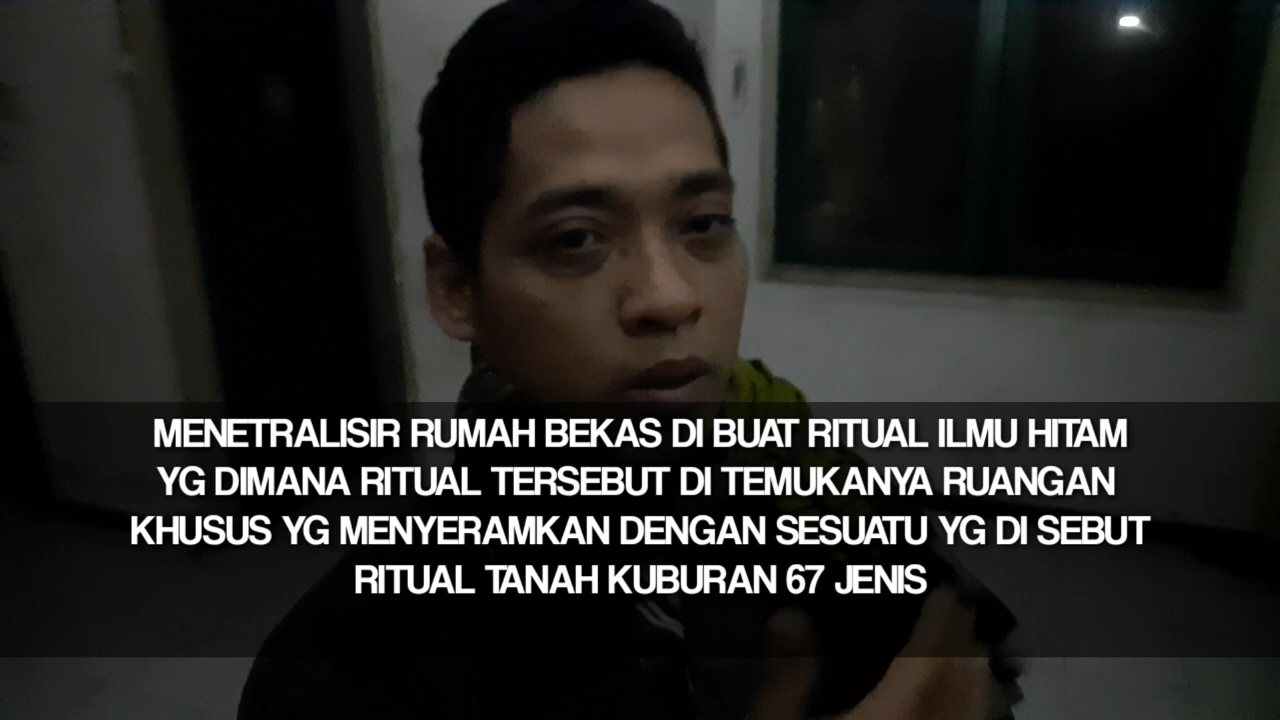 MENETRALISIR RUMAH BEKAS DI BUAT RITUAL ILMU HITAM
YG DIMANA RITUAL TERSEBUT DI TEMUKANYA RUANGAN
KHUSUS YG MENYERAMKAN DENGAN SESUATU YG DI SEBUT
RITUAL TANAH KUBURAN 67 JENIS